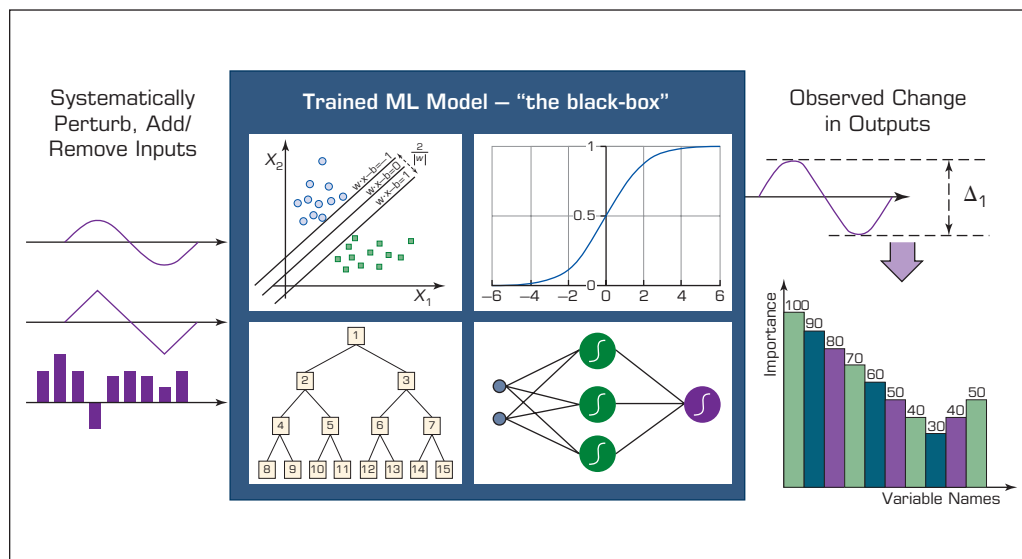 Systematically
Perturb, Add/
Remove Inputs
Trained ML Model – “the black-box”
X2
w·x–b=–1
w·x–b=0
w·x–b=1
2
|w|
X1
1
0.5
0
–6 –4 –2 0 2 4 6
1
2 3
4 5 6 7
8 9 10 11 12 13 14 15
Observed Change
in Outputs
Δ1
Importance
100
90
80
70
60
50
40
30
40
50
Variable Names